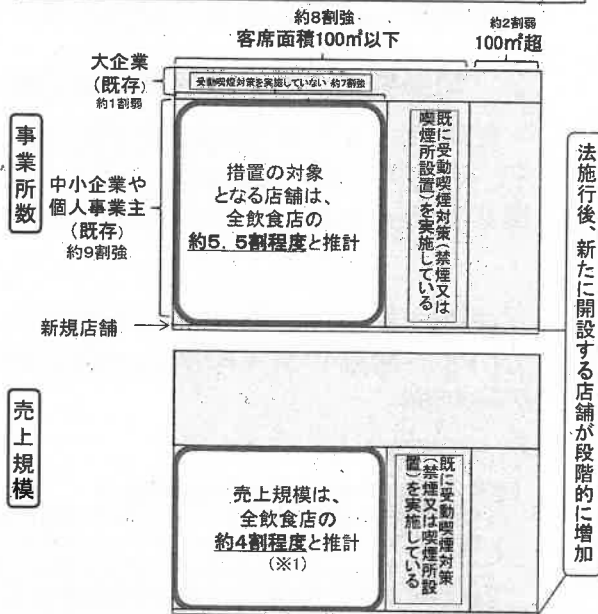 約8割強
客席面積100㎡以下
約2割弱
100㎡超
大企業
(既存)
約1割弱
受動喫煙対策を実施していない 約7割強
事業所数
中小企業や
個人事業主
(既存)
約9割強
措置の対象
となる店舗は、
全飲食店の
約5.5割程度と推計
既に受動喫煙対策(禁煙又は
喫煙所設置)を実施している
新規店舗
法施行後、新たに開設する店舗が段階的に増加
売上規模
売上規模は、
全飲食店の
約4割程度と推計
(※1)
既に受動喫煙対策
(禁煙又は喫煙所設
置)を実施している